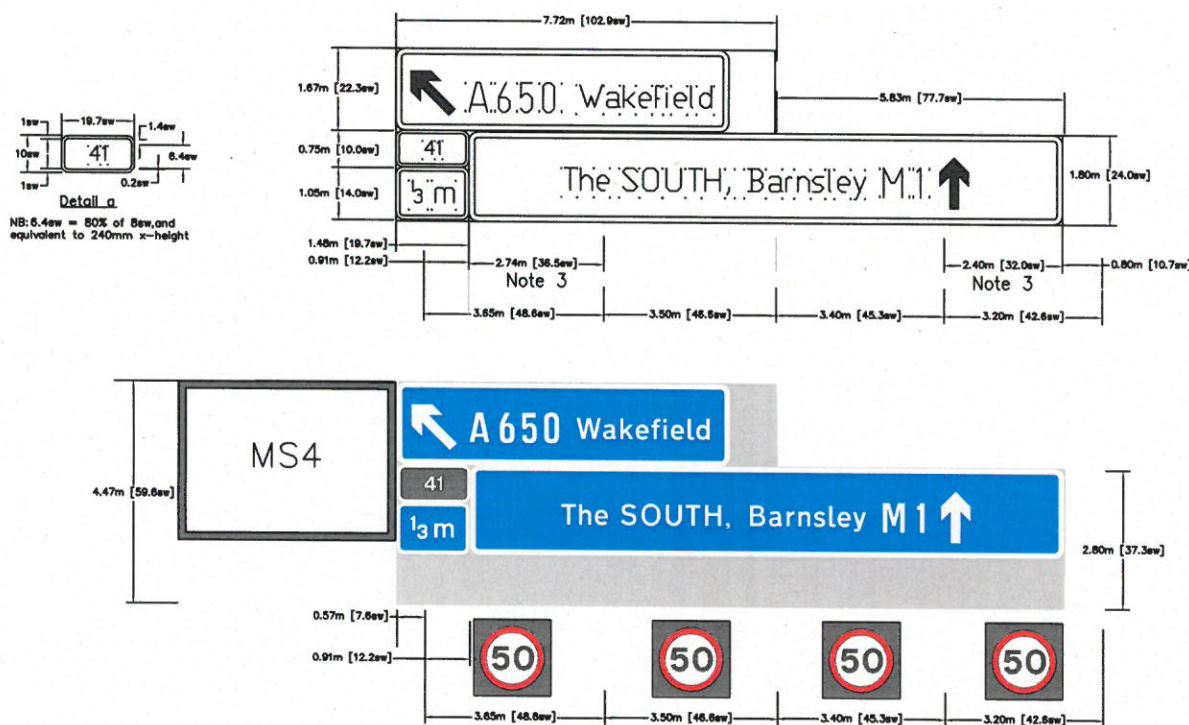 7.72m [102.9sw]
1.67m [22.3sw]
A650 Wakefield
5.83m [77.7sw]
1sw
19.7sw
1.4sw
10sw
41
6.4sw
1sw
0.2sw
Detail a
NB: 6.4sw = 80% of 8sw,and
equivalent to 240mm x-height
0.75m [10.0sw]
41
The SOUTH, Barnsley M1
1.80m [24.0sw]
1.05m [14.0sw]
1/3 m
1.48m [19.7sw]
0.91m [12.2sw]
2.74m [36.5sw]
Note 3
2.40m [32.0sw]
Note 3
0.80m [10.7sw]
3.65m [48.6sw]
3.50m [46.6sw]
3.40m [45.3sw]
3.20m [42.6sw]
MS4
4.47m [59.6sw]
A650 Wakefield
41
1/3 m
The SOUTH, Barnsley M1
2.80m [37.3sw]
0.57m [7.6sw]
0.91m [12.2sw]
50
50
50
50
3.65m [48.6sw]
3.50m [46.6sw]
3.40m [45.3sw]
3.20m [42.6sw]